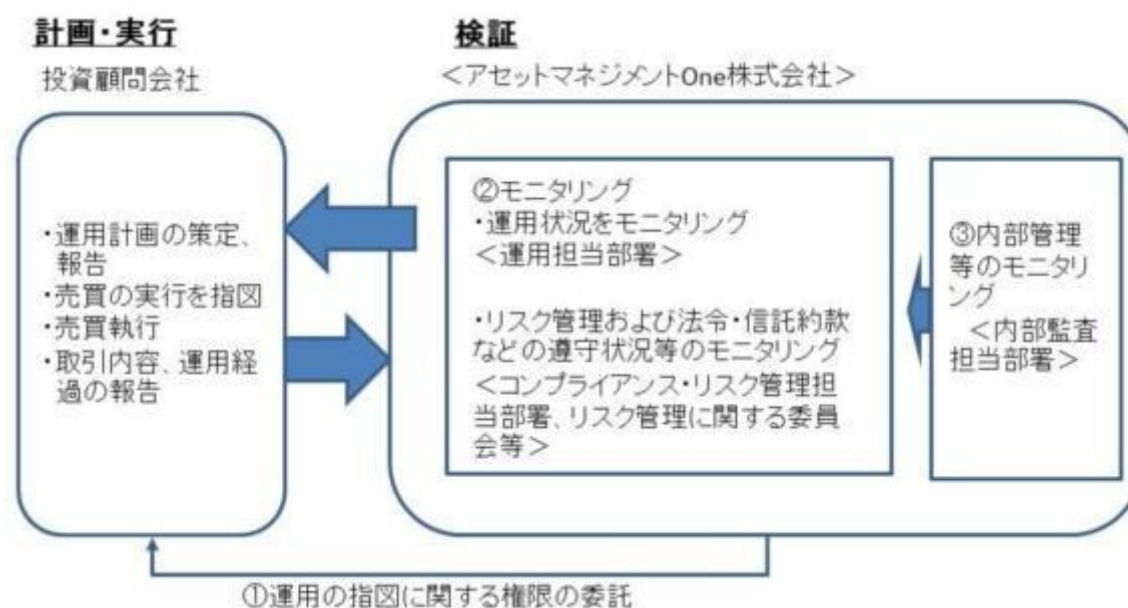 計画・実行
投資顧問会社
・運用計画の策定、
報告
・売買の実行を指図
・売買執行
・取引内容、運用経
過の報告
検証
＜アセットマネジメントOne株式会社＞
②モニタリング
・運用状況をモニタリング
＜運用担当部署＞
・リスク管理および法令・信託約款
などの遵守状況等のモニタリング
＜コンプライアンス・リスク管理担
当部署、リスク管理に関する委員
会等＞
③内部管理
等のモニタリ
ング
＜内部監査
担当部署＞
①運用の指図に関する権限の委託